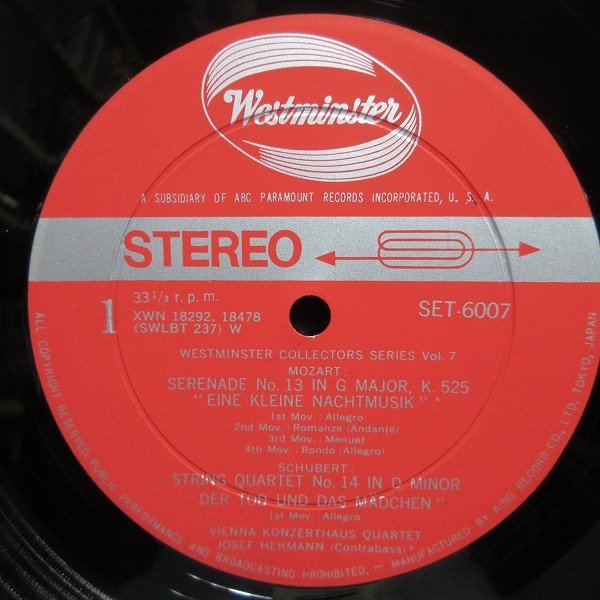 Westminster
A SUBSIDIARY OF ABC PARAMOUNT RECORDS INCORPORATED, U. S. A.
STEREO
1
33 1/3 r. p. m.
XWN 18292, 18478
(SWLBT 237) W
SET-6007
WESTMINSTER COLLECTORS SERIES Vol. 7
MOZART:
SERENADE No. 13 IN G MAJOR, K. 525
"EINE KLEINE NACHTMUSIK" *
1st Mov.: Allegro
2nd Mov.: Romanze (Andante)
3rd Mov.: Menuet
4th Mov.: Rondo (Allegro)
SCHUBERT:
STRING QUARTET No. 14 IN D MINOR
"DER TOD UND DAS MÄDCHEN"
1st Mov.: Allegro
VIENNA KONZERTHAUS QUARTET
JOSEF HERMANN (Contrabass) *
ALL COPYRIGHT RESERVED. PUBLIC PERFORMANCE AND BROADCASTING PROHIBITED. — MANUFACTURED BY KING RECORD CO., LTD. TOKYO, JAPAN